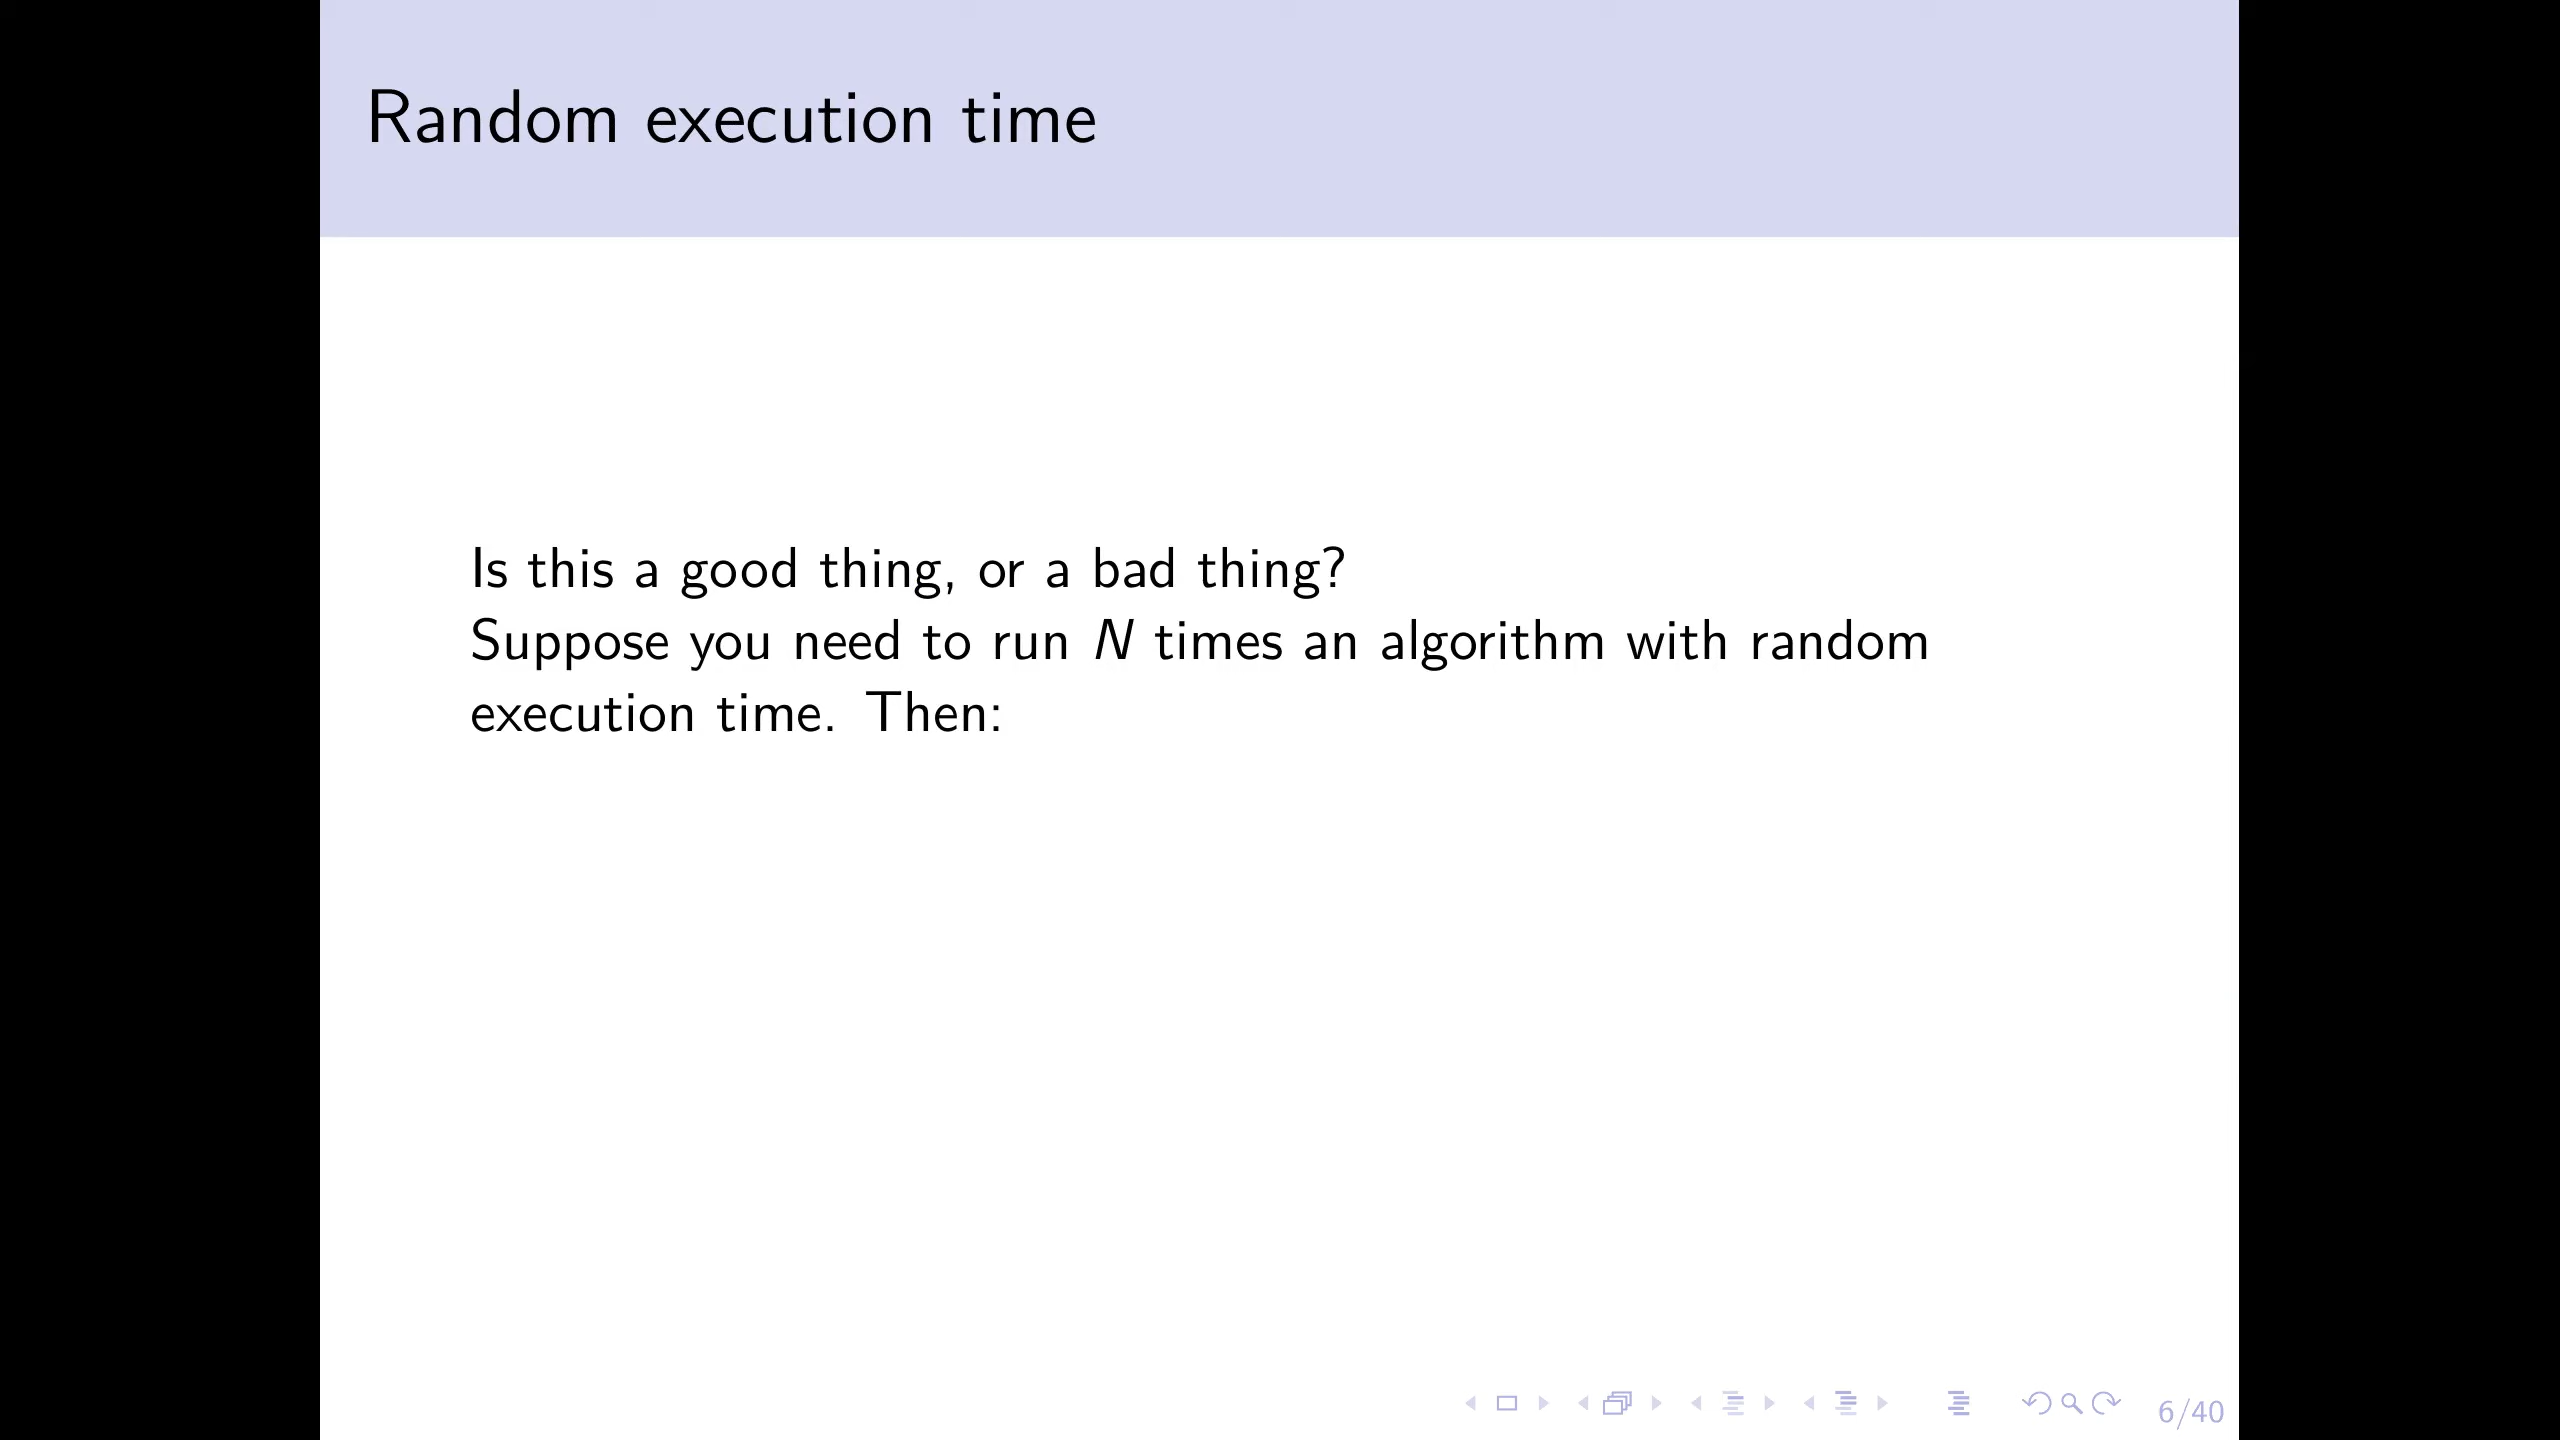 Random execution time
Is this a good thing, or a bad thing?
Suppose you need to run N times an algorithm with random
execution time. Then:
6/40